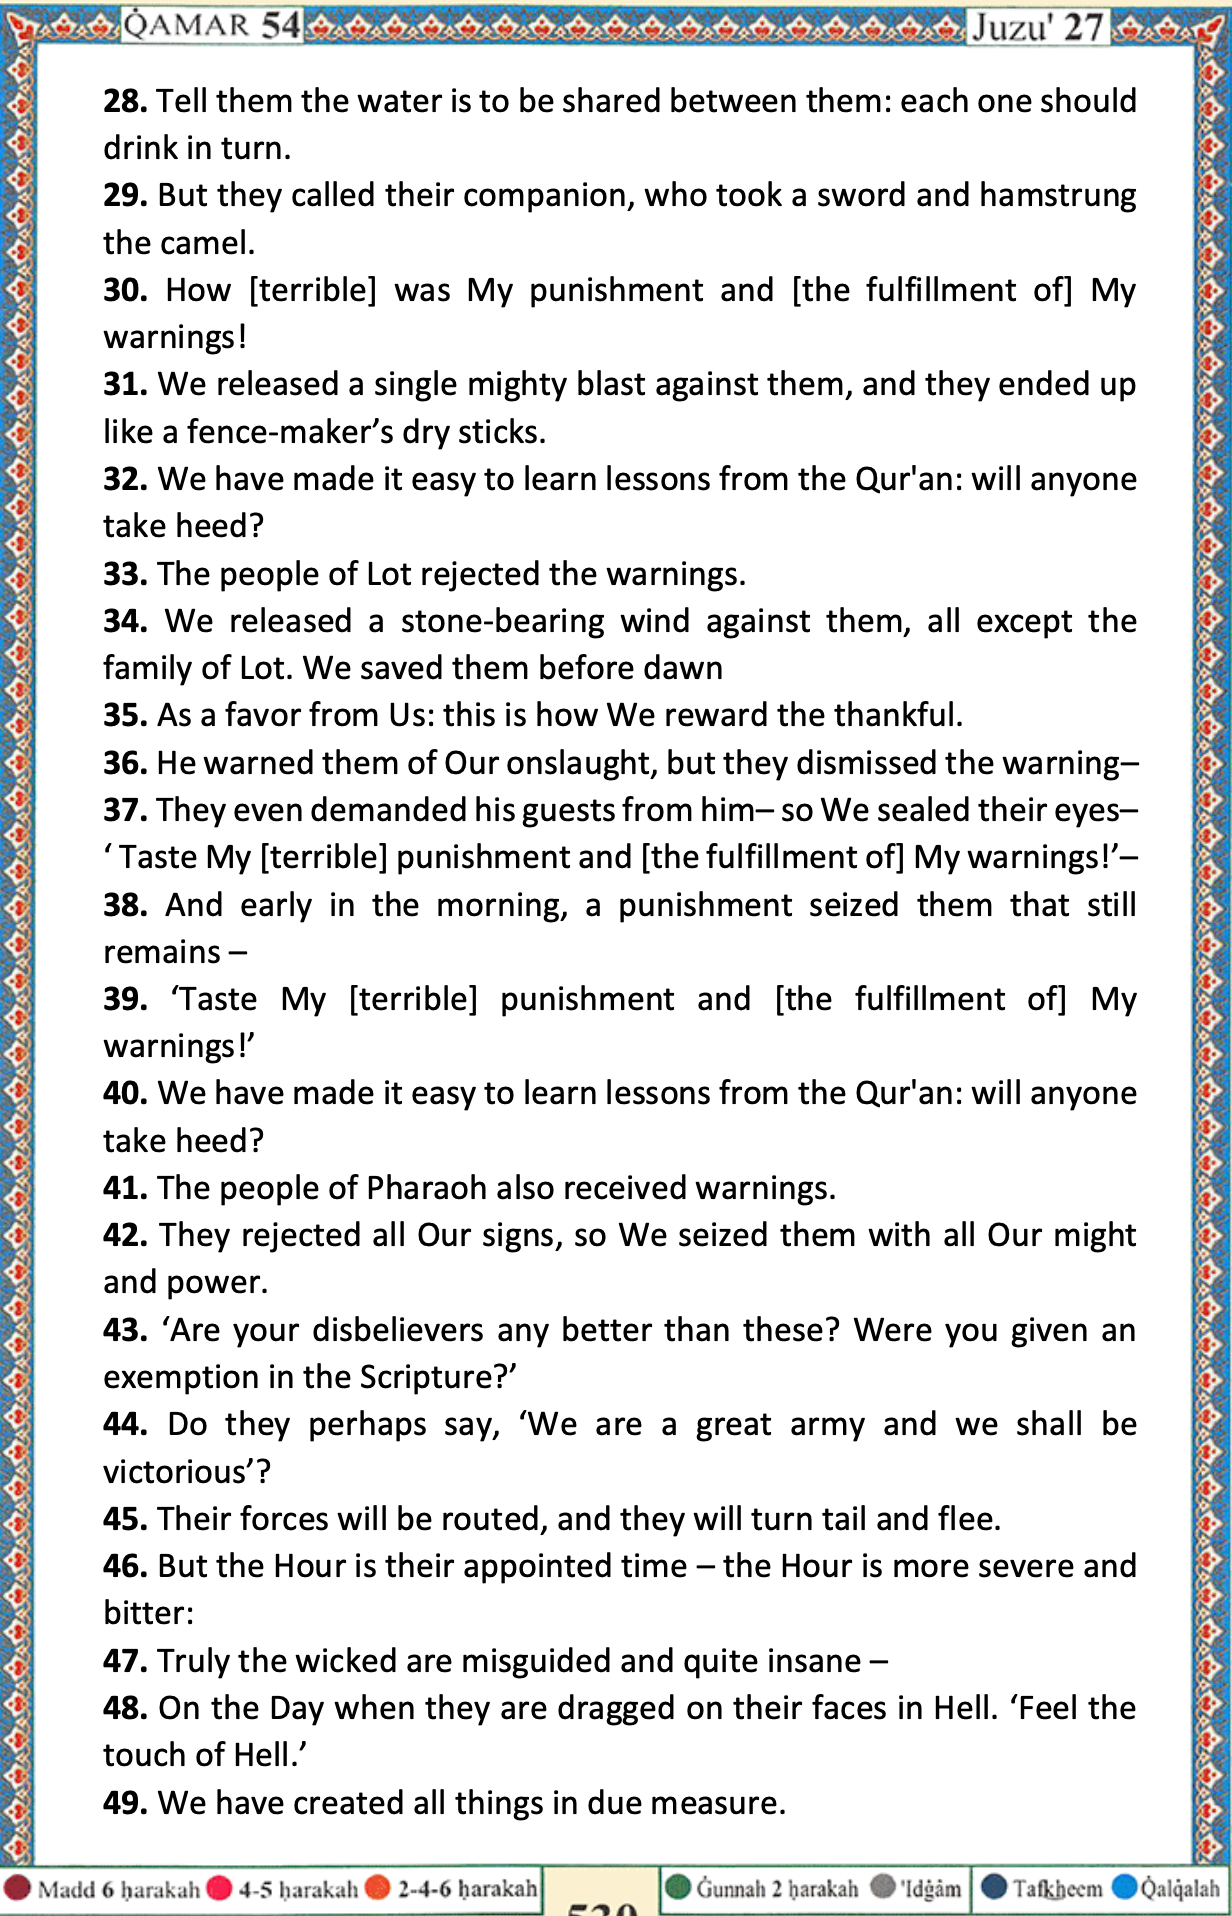 QAMAR 54
Juzu' 27
28. Tell them the water is to be shared between them: each one should
drink in turn.
29. But they called their companion, who took a sword and hamstrung
the camel.
30. How [terrible] was My punishment and [the fulfillment of] My
warnings!
31. We released a single mighty blast against them, and they ended up
like a fence-maker’s dry sticks.
32. We have made it easy to learn lessons from the Qur'an: will anyone
take heed?
33. The people of Lot rejected the warnings.
34. We released a stone-bearing wind against them, all except the
family of Lot. We saved them before dawn
35. As a favor from Us: this is how We reward the thankful.
36. He warned them of Our onslaught, but they dismissed the warning–
37. They even demanded his guests from him– so We sealed their eyes–
‘ Taste My [terrible] punishment and [the fulfillment of] My warnings!’–
38. And early in the morning, a punishment seized them that still
remains –
39. ‘Taste My [terrible] punishment and [the fulfillment of] My
warnings!’
40. We have made it easy to learn lessons from the Qur'an: will anyone
take heed?
41. The people of Pharaoh also received warnings.
42. They rejected all Our signs, so We seized them with all Our might
and power.
43. ‘Are your disbelievers any better than these? Were you given an
exemption in the Scripture?’
44. Do they perhaps say, ‘We are a great army and we shall be
victorious’?
45. Their forces will be routed, and they will turn tail and flee.
46. But the Hour is their appointed time – the Hour is more severe and
bitter:
47. Truly the wicked are misguided and quite insane –
48. On the Day when they are dragged on their faces in Hell. ‘Feel the
touch of Hell.’
49. We have created all things in due measure.
Madd 6 ḥarakah 4-5 ḥarakah 2-4-6 ḥarakah Ġunnah 2 ḥarakah 'Idġâm Tafkheem Q̇alq̇alah